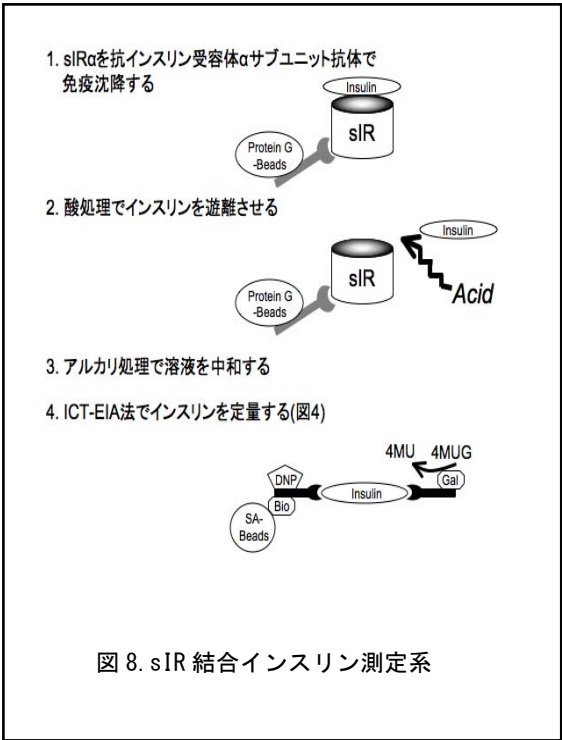 1. sIRαを抗インスリン受容体αサブユニット抗体で
免疫沈降する
Insulin
sIR
Protein G
-Beads
2. 酸処理でインスリンを遊離させる
Insulin
sIR
Acid
Protein G
-Beads
3. アルカリ処理で溶液を中和する
4. ICT-EIA法でインスリンを定量する(図4)
4MU 4MUG
DNP
Gal
Insulin
Bio
SA-
Beads
図 8. sIR 結合インスリン測定系